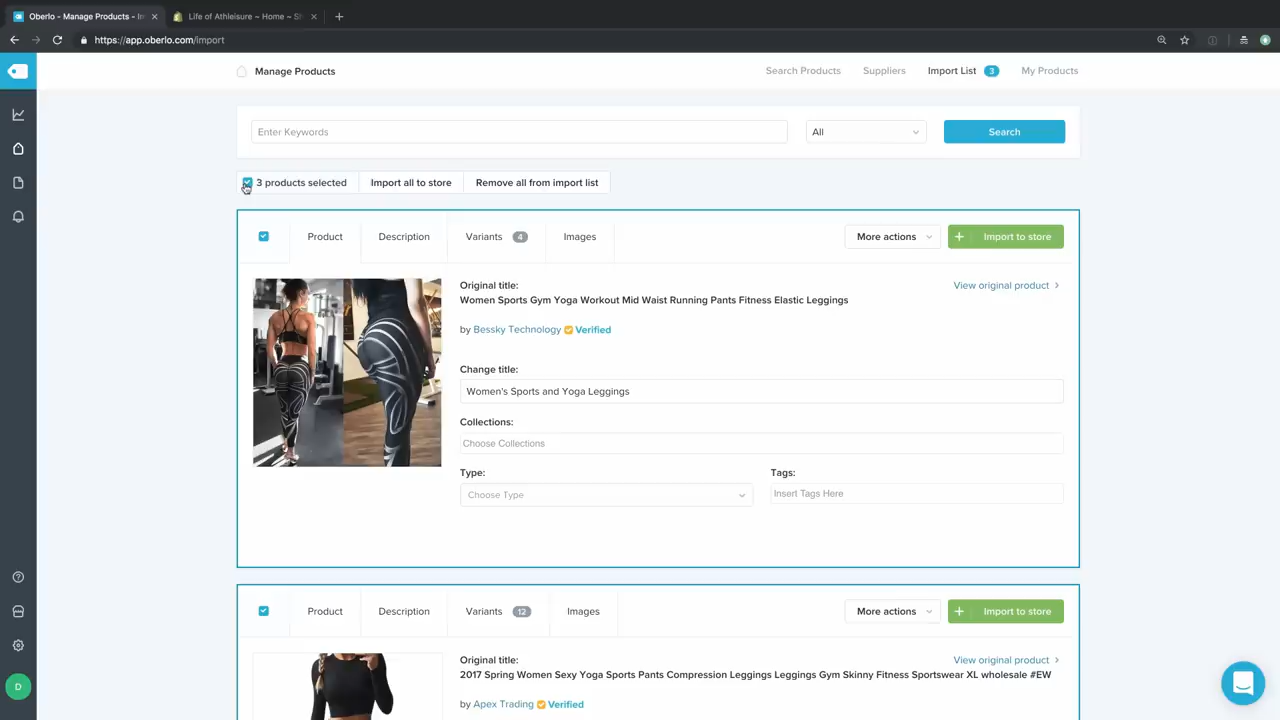 Oberlo - Manage Products - Im
Life of Athleisure ~ Home ~ Sh
https://app.oberlo.com/import
Manage Products
Search Products
Suppliers
Import List 3
My Products
Enter Keywords
All
Search
3 products selected
Import all to store
Remove all from import list
Product
Description
Variants 4
Images
More actions
+ Import to store
Original title:
View original product
Women Sports Gym Yoga Workout Mid Waist Running Pants Fitness Elastic Leggings
by Bessky Technology Verified
Change title:
Women's Sports and Yoga Leggings
Collections:
Choose Collections
Type:
Tags:
Choose Type
Insert Tags Here
Product
Description
Variants 12
Images
More actions
+ Import to store
Original title:
View original product
2017 Spring Women Sexy Yoga Sports Pants Compression Leggings Leggings Gym Skinny Fitness Sportswear XL wholesale #EW
by Apex Trading Verified
D